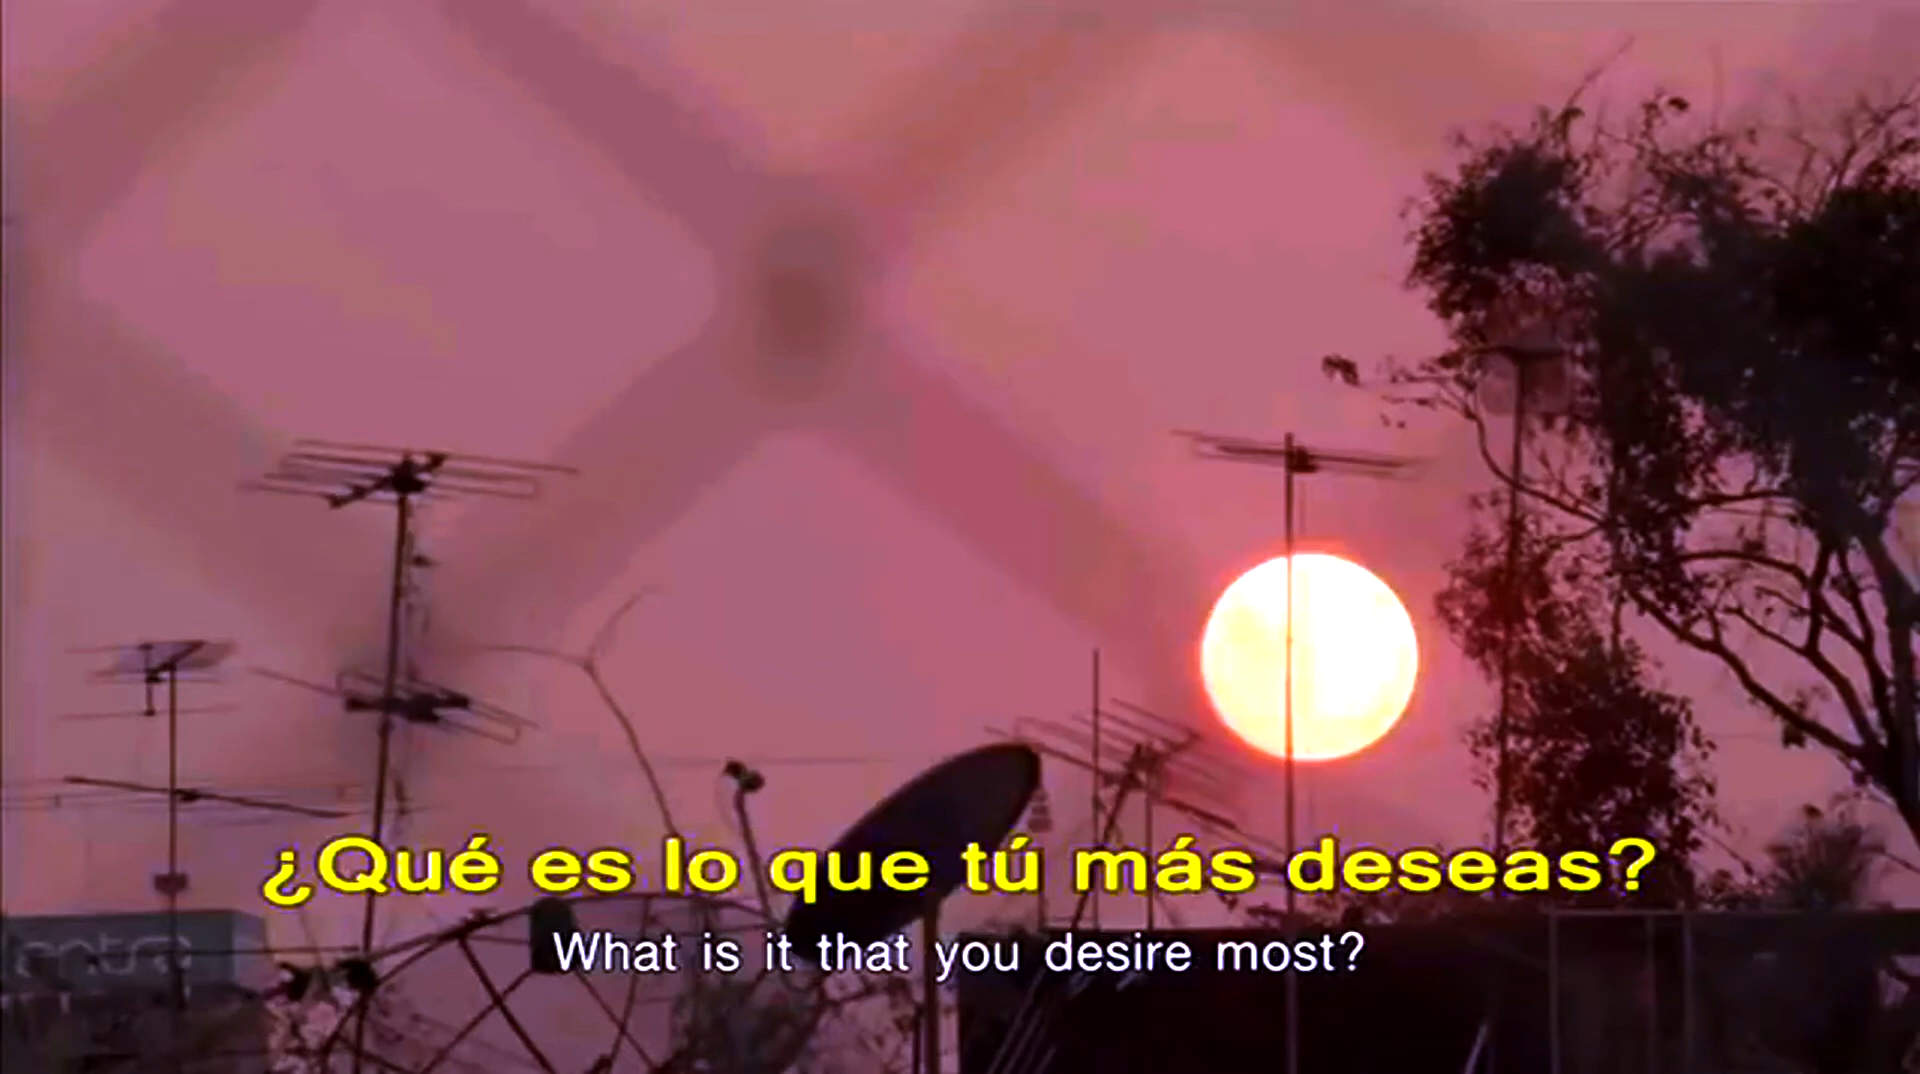 ¿Qué es lo que tú más deseas?
What is it that you desire most?